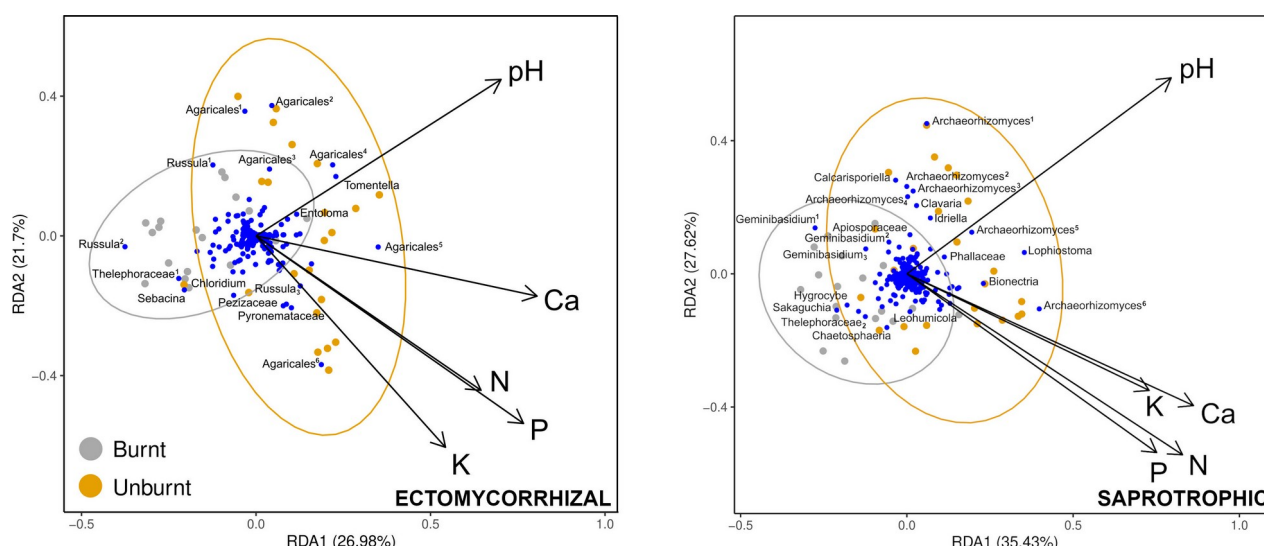 pH
Agaricales¹
Agaricales²
0.4
Russula¹
Agaricales³
Agaricales⁴
Tomentella
Entoloma
RDA2 (21.7%)
0.0
Russula²
Agaricales⁵
Thelephoraceae¹
Chloridium
Sebacina
Russula₃
Pezizaceae
Pyronemataceae
Ca
Agaricales⁶
−0.4
N
P
K
Burnt
Unburnt
ECTOMYCORRHIZAL
−0.5
0.0
0.5
1.0
RDA1 (26.98%)
pH
Archaeorhizomyces¹
0.4
Calcarisporiella
Archaeorhizomyces²
Archaeorhizomyces³
Archaeorhizomyces₄
Clavaria
Geminibasidium¹
Idriella
Apiosporaceae
Archaeorhizomyces⁵
Geminibasidium²
Geminibasidium₃
Phallaceae
Lophiostoma
RDA2 (27.62%)
0.0
Bionectria
Hygrocybe
Sakaguchia
Archaeorhizomyces⁶
Thelephoraceae₂
Leohumicola
Chaetosphaeria
−0.4
K
Ca
P
N
SAPROTROPHIC
−0.5
0.0
0.5
1.0
RDA1 (35.43%)